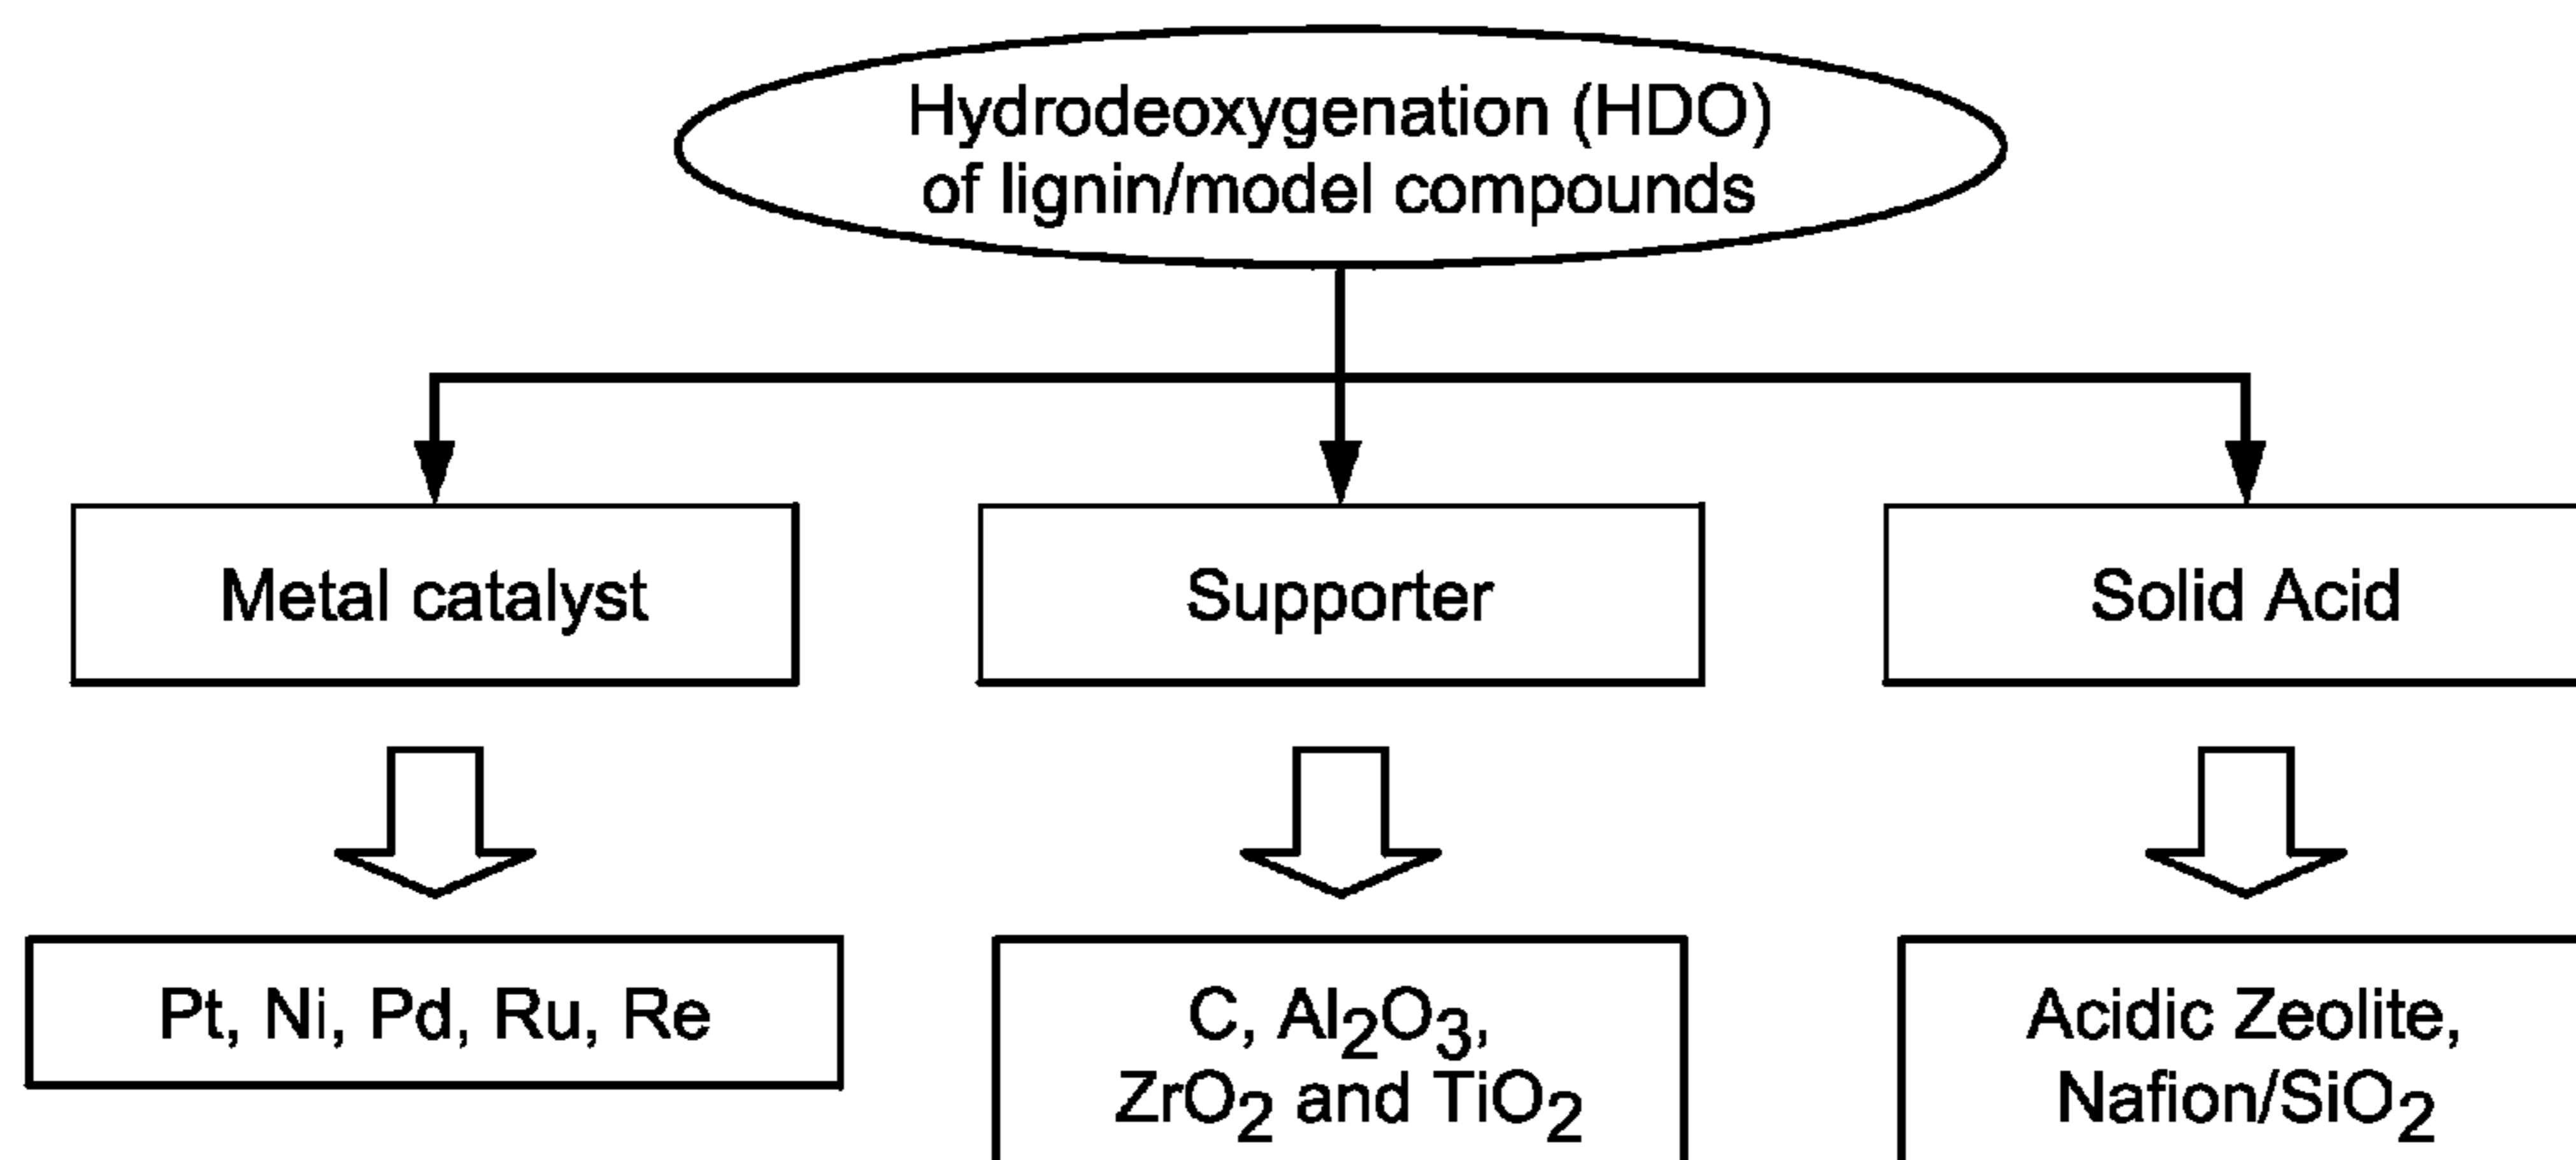 Hydrodeoxygenation (HDO)
of lignin/model compounds
Metal catalyst
Supporter
Solid Acid
Pt, Ni, Pd, Ru, Re
C, Al₂O₃,
ZrO₂ and TiO₂
Acidic Zeolite,
Nafion/SiO₂